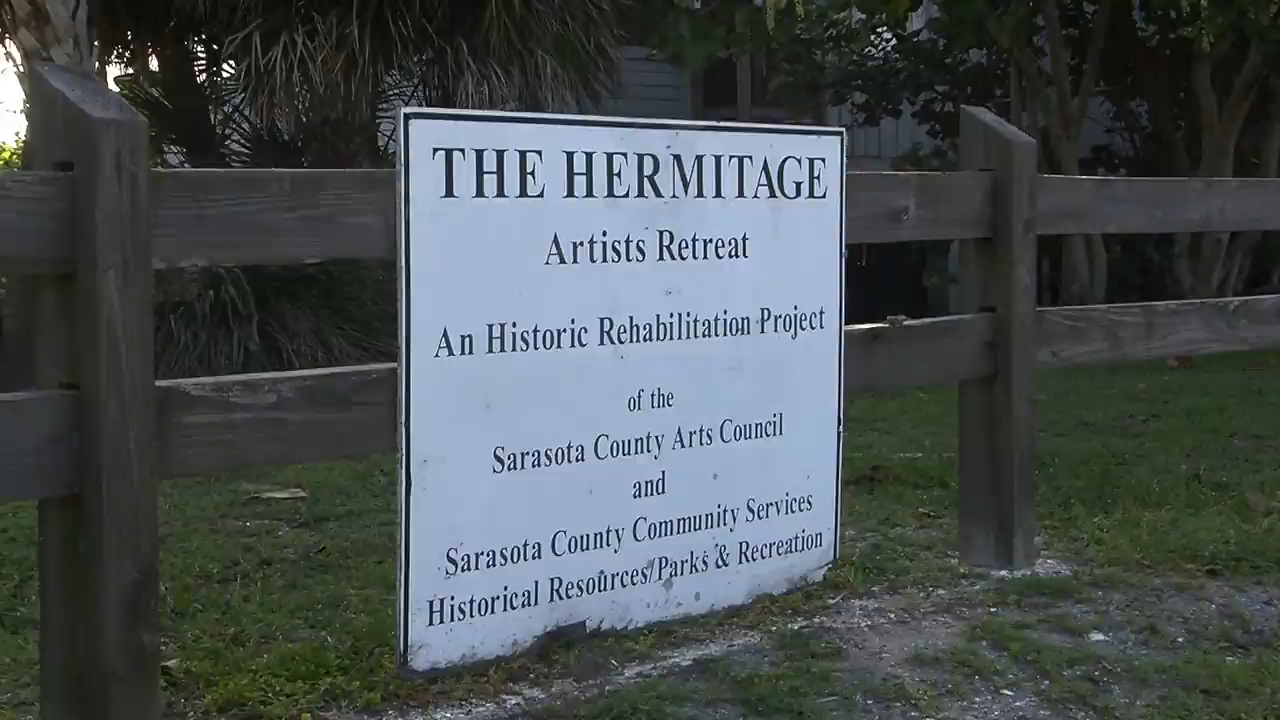 THE HERMITAGE
Artists Retreat
An Historic Rehabilitation Project
of the
Sarasota County Arts Council
and
Sarasota County Community Services
Historical Resources/Parks & Recreation